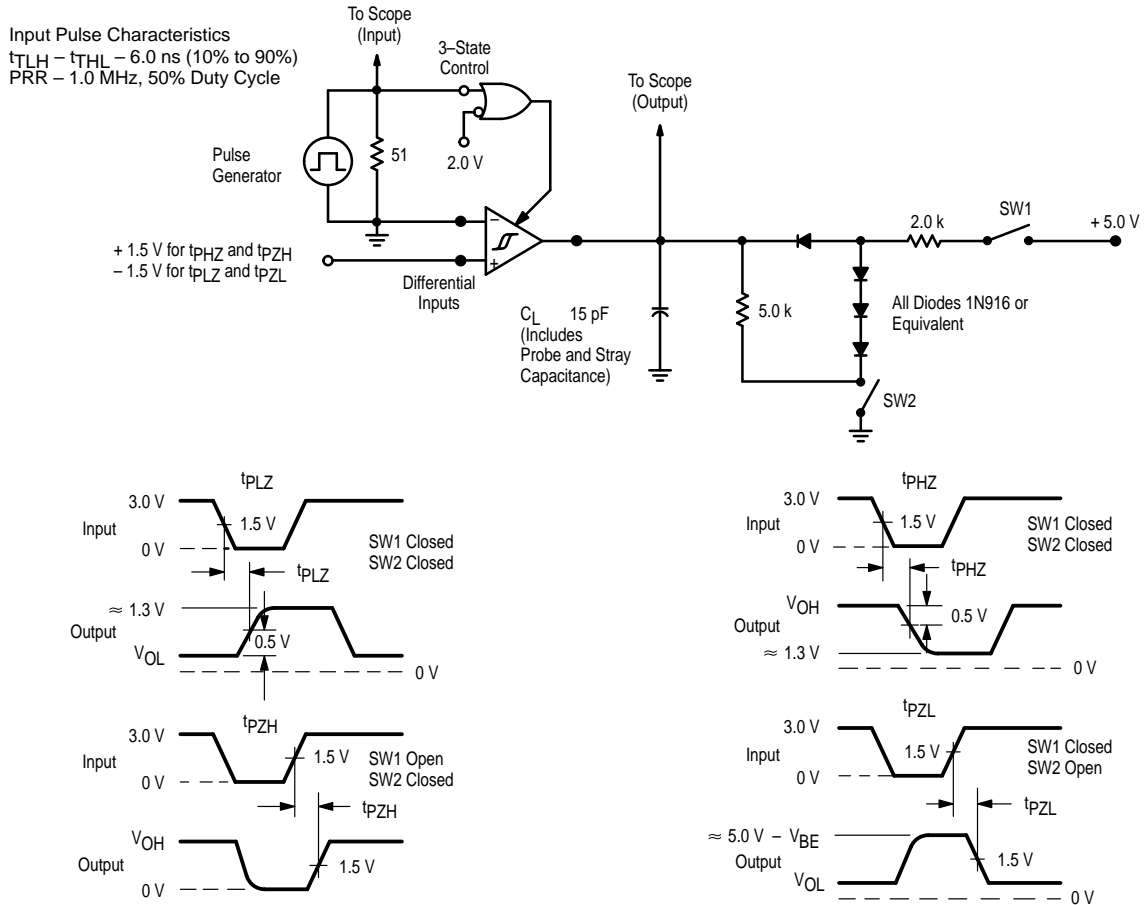 Input Pulse Characteristics
tTLH – tTHL – 6.0 ns (10% to 90%)
PRR – 1.0 MHz, 50% Duty Cycle
To Scope
(Input)
3–State
Control
To Scope
(Output)
Pulse
Generator
51
2.0 V
SW1
2.0 k
+ 5.0 V
+ 1.5 V for tPHZ and tPZH
– 1.5 V for tPLZ and tPZL
–
+
Differential
Inputs
CL 15 pF
(Includes
Probe and Stray
Capacitance)
5.0 k
All Diodes 1N916 or
Equivalent
SW2
tPLZ
3.0 V
Input
1.5 V
0 V
SW1 Closed
SW2 Closed
tPLZ
≈ 1.3 V
Output
0.5 V
VOL
0 V
tPHZ
3.0 V
Input
1.5 V
0 V
SW1 Closed
SW2 Closed
tPHZ
VOH
Output
0.5 V
≈ 1.3 V
0 V
tPZH
3.0 V
Input
1.5 V
0 V
SW1 Open
SW2 Closed
tPZH
VOH
Output
1.5 V
0 V
tPZL
3.0 V
Input
1.5 V
0 V
SW1 Closed
SW2 Open
tPZL
≈ 5.0 V – VBE
Output
1.5 V
VOL
0 V